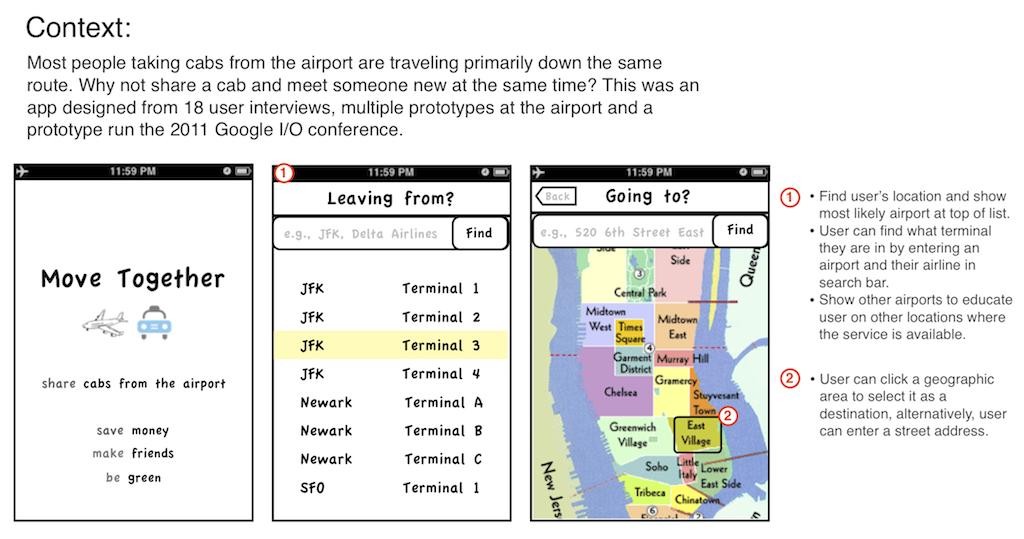 Context:
Most people taking cabs from the airport are traveling primarily down the same
route. Why not share a cab and meet someone new at the same time? This was an
app designed from 18 user interviews, multiple prototypes at the airport and a
prototype run the 2011 Google I/O conference.
11:59 PM
Move Together
share cabs from the airport
save money
make friends
be green
1
11:59 PM
Leaving from?
e.g., JFK, Delta Airlines
Find
JFK Terminal 1
JFK Terminal 2
JFK Terminal 3
JFK Terminal 4
Newark Terminal A
Newark Terminal B
Newark Terminal C
SFO Terminal 1
11:59 PM
Back
Going to?
e.g., 520 6th Street East
Find
Side
Side
3
Central Park
Midtown
West
Times
Square
Midtown
East
4
Garment
District
Murray Hill
Chelsea
Gramercy
Stuyvesant
Town
2
Greenwich
Village
East
Village
Soho
Little
Italy
Lower
East Side
Tribeca
Chinatown
6
New Jers
Queen
1
• Find user's location and show
most likely airport at top of list.
• User can find what terminal
they are in by entering an
airport and their airline in
search bar.
• Show other airports to educate
user on other locations where
the service is available.
2
• User can click a geographic
area to select it as a
destination, alternatively, user
can enter a street address.